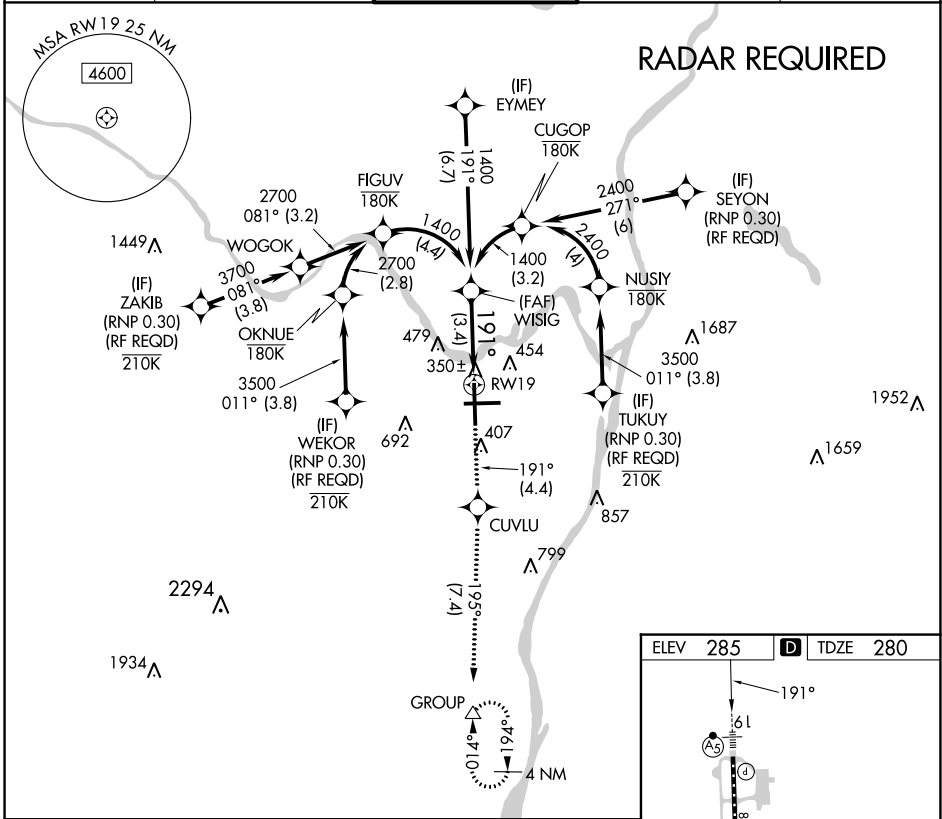 MSA RW19 25 NM
4600
RADAR REQUIRED
(IF)
EYMEY
1400
191°
(6.7)
CUGOP
180K
FIGUV
180K
2700
081° (3.2)
2400
271°
(6)
(IF)
SEYON
(RNP 0.30)
(RF REQD)
1449
WOGOK
1400
(4.4)
1400
(3.2)
2400
(4)
3700
081°
(3.8)
2700
(2.8)
(IF)
ZAKIB
(RNP 0.30)
(RF REQD)
210K
OKNUE
180K
(FAF)
WISIG
NUSIY
180K
191°
(3.4)
479
454
350±
RW19
1687
3500
011° (3.8)
3500
011° (3.8)
(IF)
WEKOR
(RNP 0.30)
(RF REQD)
210K
692
407
(IF)
TUKUY
(RNP 0.30)
(RF REQD)
210K
1952
1659
191°
(4.4)
CUVLU
857
799
195°
(7.4)
2294
1934
GROUP
014°
194°
4 NM
ELEV 285
D
TDZE 280
191°
19
A5
P
8